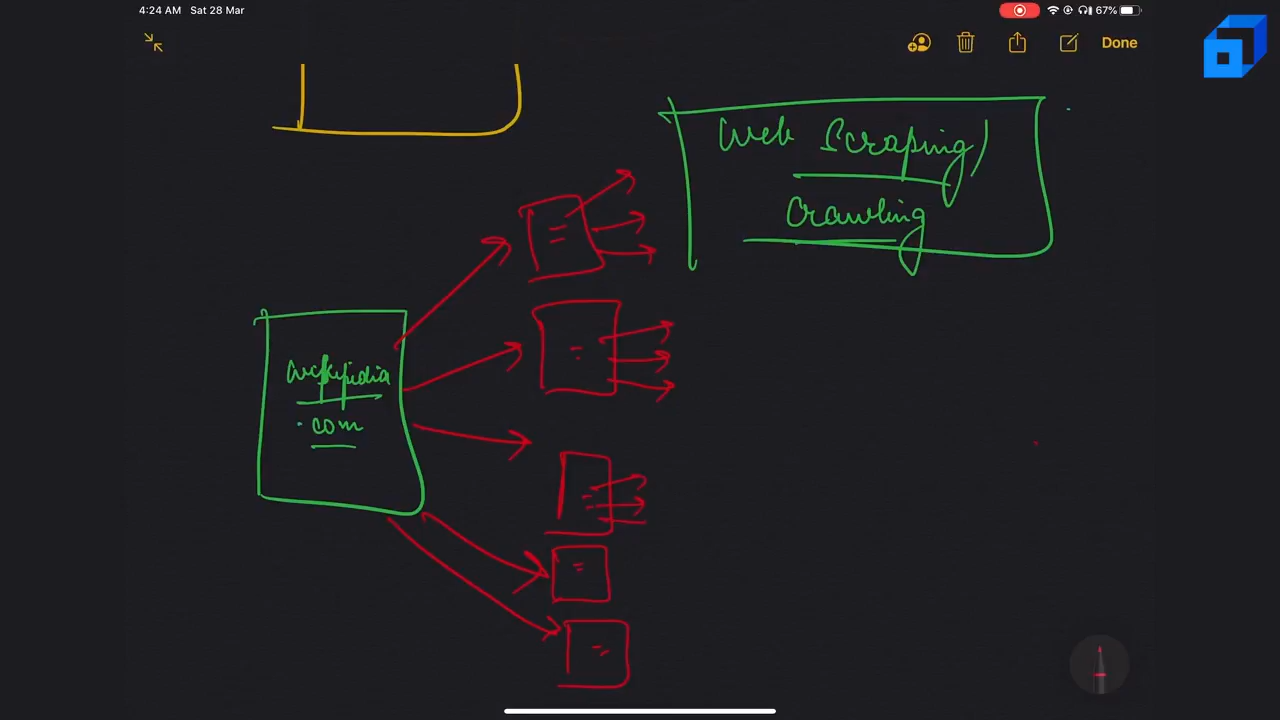 4:24 AM Sat 28 Mar
67%
Done
Web Scraping/
Crawling
Wikipedia
.com